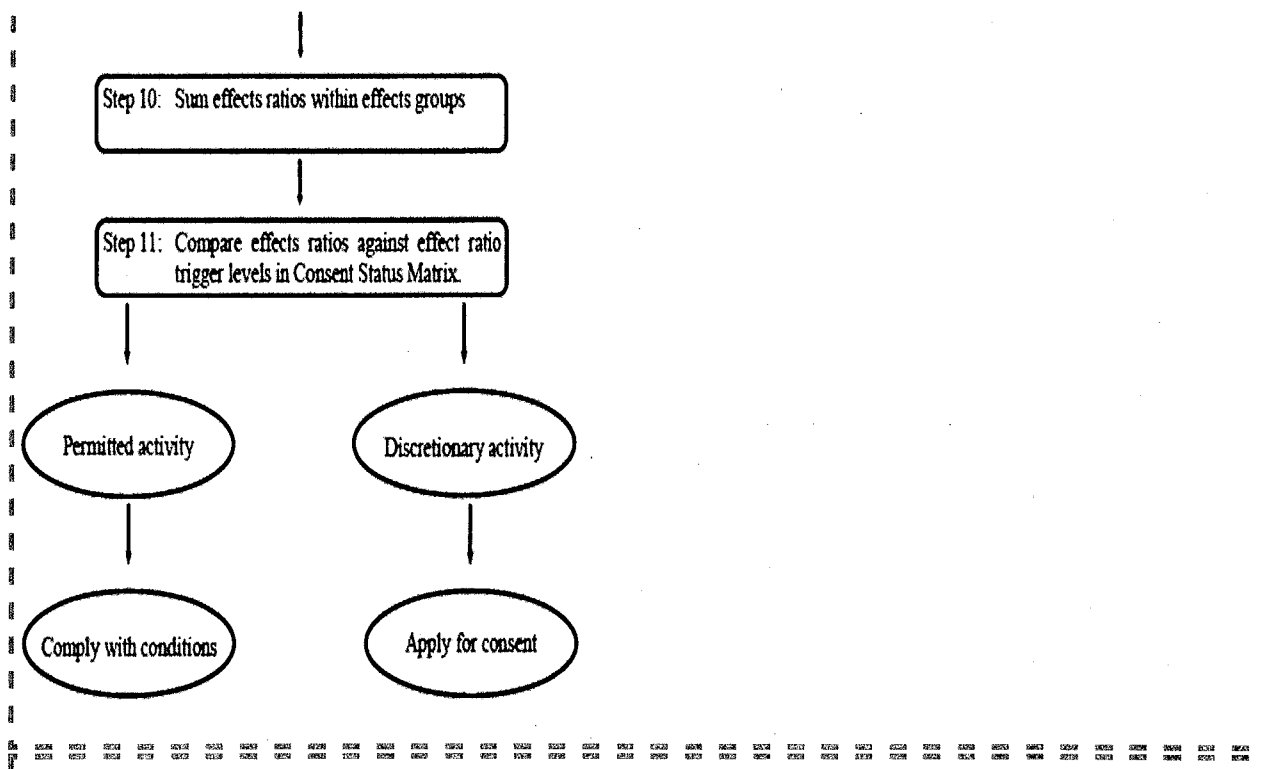 Step 10: Sum effects ratios within effects groups
Step 11: Compare effects ratios against effect ratio
trigger levels in Consent Status Matrix.
Permitted activity
Discretionary activity
Comply with conditions
Apply for consent